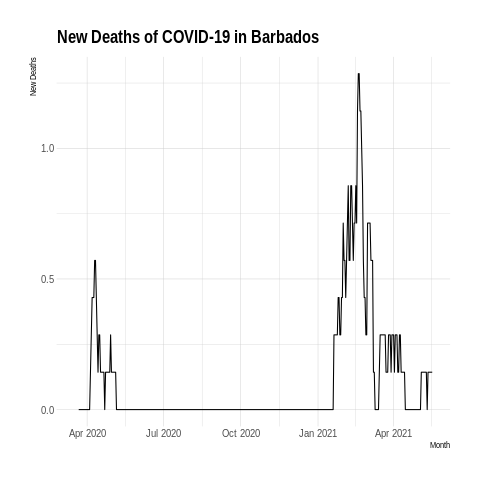 New Deaths of COVID-19 in Barbados
New Deaths
1.0
0.5
0.0
Apr 2020 Jul 2020 Oct 2020 Jan 2021 Apr 2021
Month